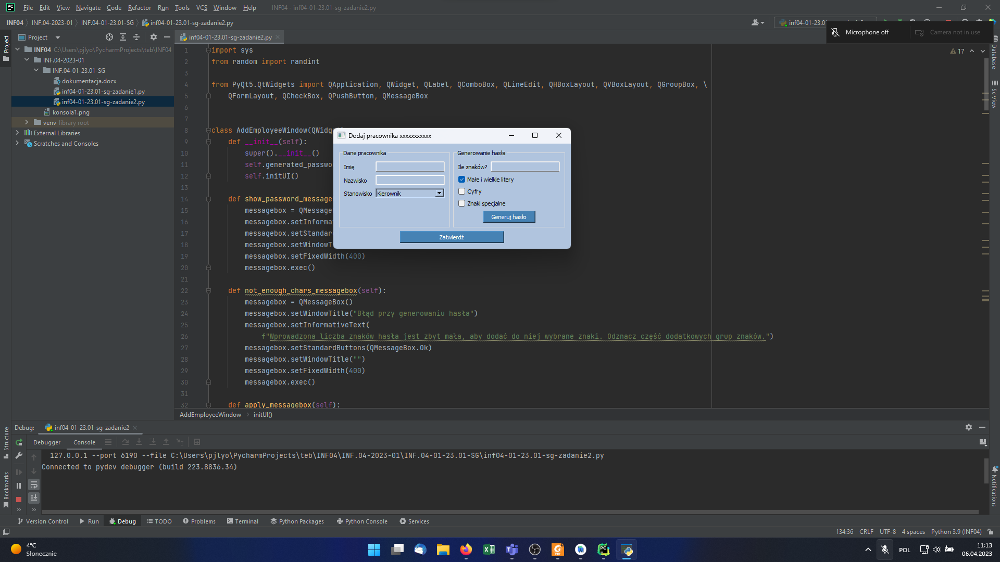 PC File Edit View Navigate Code Refactor Run Tools VCS Window Help INF04 - inf04-01-23.01-sg-zadanie2.py
INF04 INF.04-2023-01 INF.04-01-23.01-SG inf04-01-23.01-sg-zadanie2.py
inf04-01-23.01
Microphone off
Camera not in use
Project
Project
inf04-01-23.01-sg-zadanie2.py
17
Database
SciView
INF04 C:\Users\pjlyo\PycharmProjects\teb\INF04
INF.04-2023-01
INF.04-01-23.01-SG
dokumentacja.docx
inf04-01-23.01-sg-zadanie1.py
inf04-01-23.01-sg-zadanie2.py
konsola1.png
venv library root
External Libraries
Scratches and Consoles
1 import sys
2 from random import randint
3
4 from PyQt5.QtWidgets import QApplication, QWidget, QLabel, QComboBox, QLineEdit, QHBoxLayout, QVBoxLayout, QGroupBox, \
5 QFormLayout, QCheckBox, QPushButton, QMessageBox
6
7
8 class AddEmployeeWindow(QWidg
9 def __init__(self):
10 super().__init__()
11 self.generated_passwo
12 self.initUI()
13
14 def show_password_message
15 messagebox = QMessage
16 messagebox.setInforma
17 messagebox.setStandar
18 messagebox.setWindowT
19 messagebox.setFixedWidth(400)
20 messagebox.exec()
21
22 def not_enough_chars_messagebox(self):
23 messagebox = QMessageBox()
24 messagebox.setWindowTitle("Błąd przy generowaniu hasła")
25 messagebox.setInformativeText(
26 f"Wprowadzona liczba znaków hasła jest zbyt mała, aby dodać do niej wybrane znaki. Odznacz część dodatkowych grup znaków.")
27 messagebox.setStandardButtons(QMessageBox.Ok)
28 messagebox.setWindowTitle("")
29 messagebox.setFixedWidth(400)
30 messagebox.exec()
31
32 def apply_messagebox(self):
Dodaj pracownika xxxxxxxxxxx
Dane pracownika
Imię
Nazwisko
Stanowisko Kierownik
Generowanie hasła
Ile znaków?
Małe i wielkie litery
Cyfry
Znaki specjalne
Generuj hasło
Zatwierdź
AddEmployeeWindow initUI()
Debug: inf04-01-23.01-sg-zadanie2
Debugger Console
127.0.0.1 --port 6190 --file C:\Users\pjlyo\PycharmProjects\teb\INF04\INF.04-2023-01\INF.04-01-23.01-SG\inf04-01-23.01-sg-zadanie2.py
Connected to pydev debugger (build 223.8836.34)
Structure
Bookmarks
Notifications
Version Control Run Debug TODO Problems Terminal Python Packages Python Console Services
134:36 CRLF UTF-8 4 spaces Python 3.9 (INF04)
4°C
Słonecznie
POL
11:13
06.04.2023